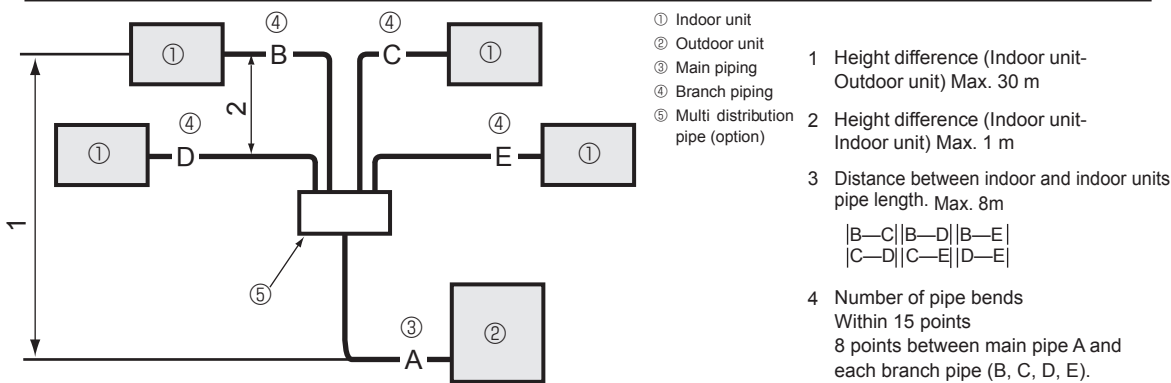 ④
④
①
B
C
①
2
④
④
①
D
E
①
1
⑤
③
②
A
① Indoor unit
② Outdoor unit
③ Main piping
④ Branch piping
⑤ Multi distribution
pipe (option)
1 Height difference (Indoor unit-
Outdoor unit) Max. 30 m
2 Height difference (Indoor unit-
Indoor unit) Max. 1 m
3 Distance between indoor and indoor units
pipe length. Max. 8m
|B—C||B—D||B—E|
|C—D||C—E||D—E|
4 Number of pipe bends
Within 15 points
8 points between main pipe A and
each branch pipe (B, C, D, E).